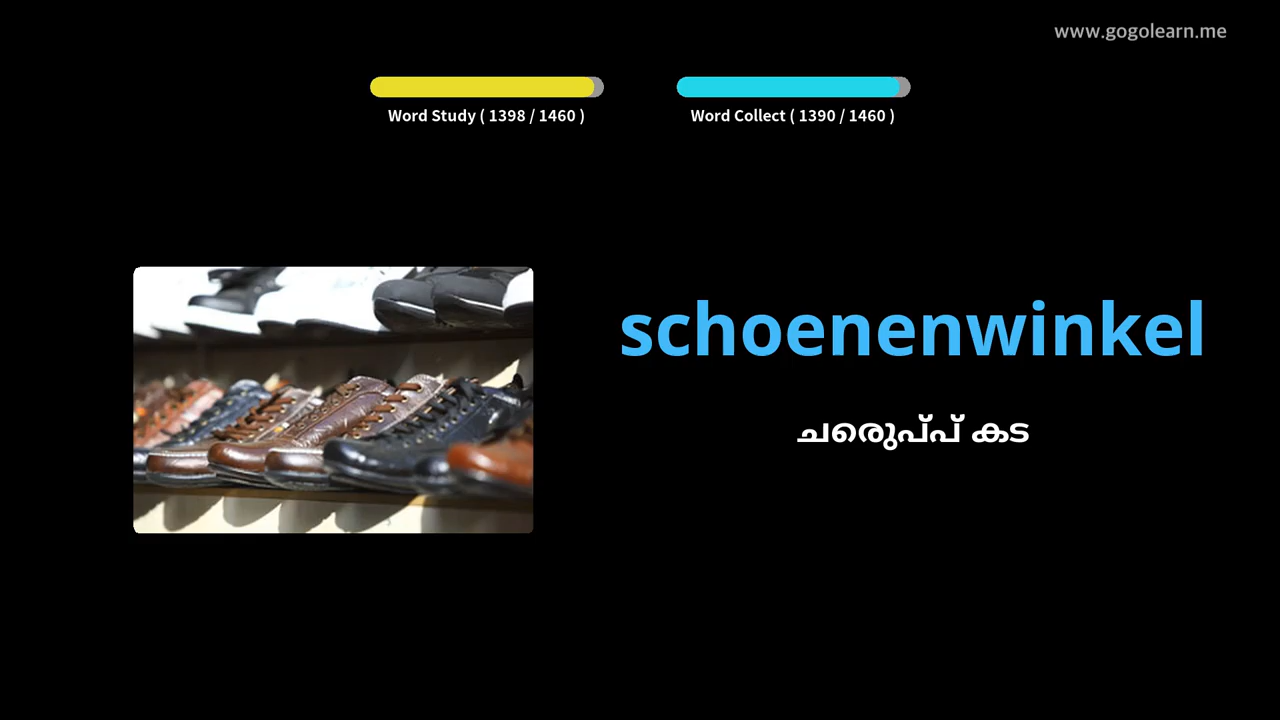 www.gogolearn.me
Word Study ( 1398 / 1460 )
Word Collect ( 1390 / 1460 )
schoenenwinkel
ചെരുപ്പ് കട